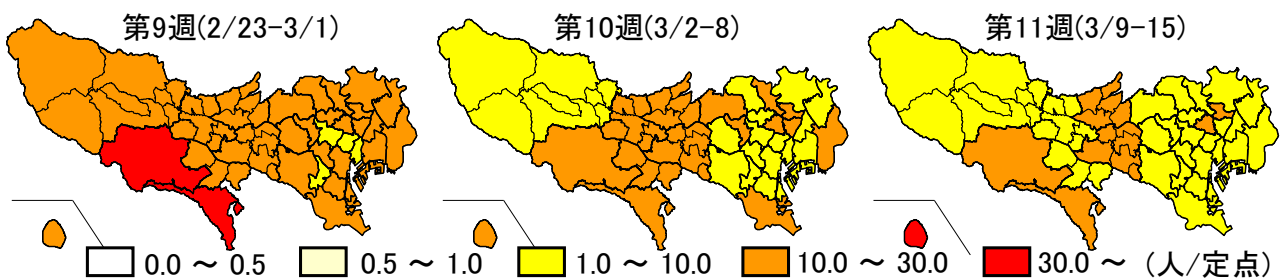 第9週(2/23-3/1)
第10週(3/2-8)
第11週(3/9-15)
0.0 ～ 0.5
0.5 ～ 1.0
1.0 ～ 10.0
10.0 ～ 30.0
30.0 ～ (人/定点)